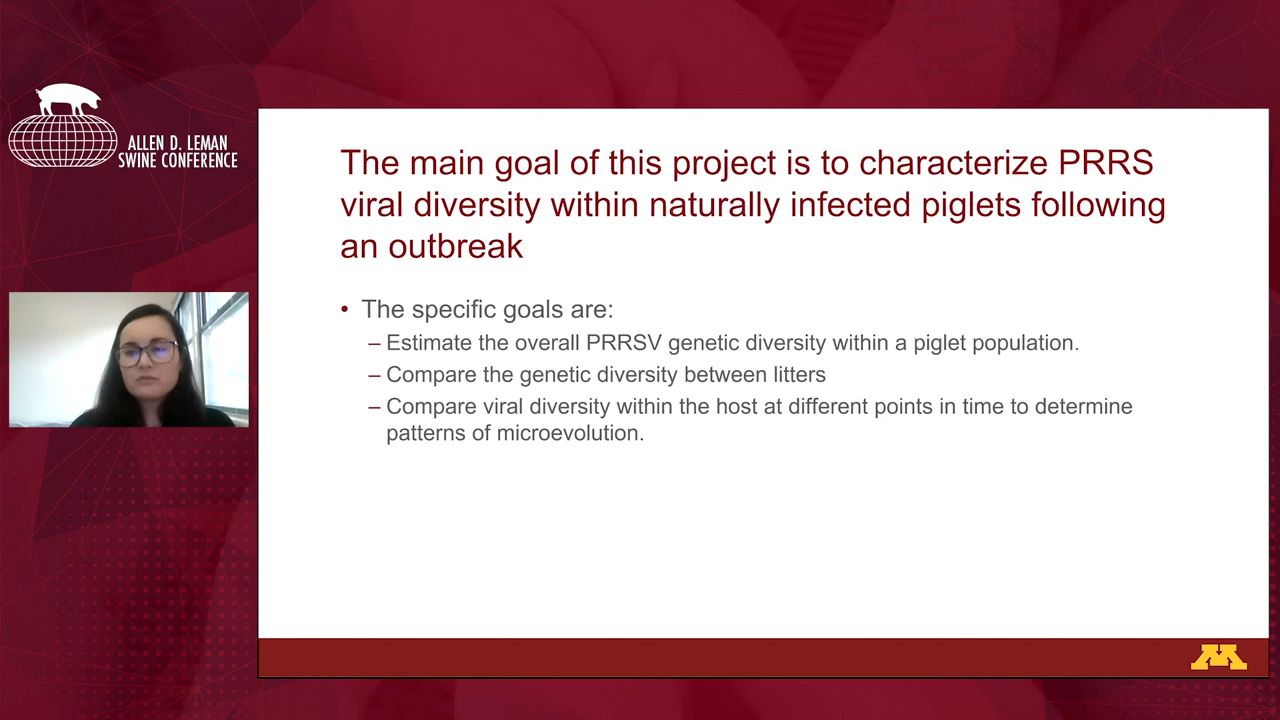 ALLEN D. LEMAN
SWINE CONFERENCE
The main goal of this project is to characterize PRRS
viral diversity within naturally infected piglets following
an outbreak
• The specific goals are:
– Estimate the overall PRRSV genetic diversity within a piglet population.
– Compare the genetic diversity between litters
– Compare viral diversity within the host at different points in time to determine
patterns of microevolution.
M